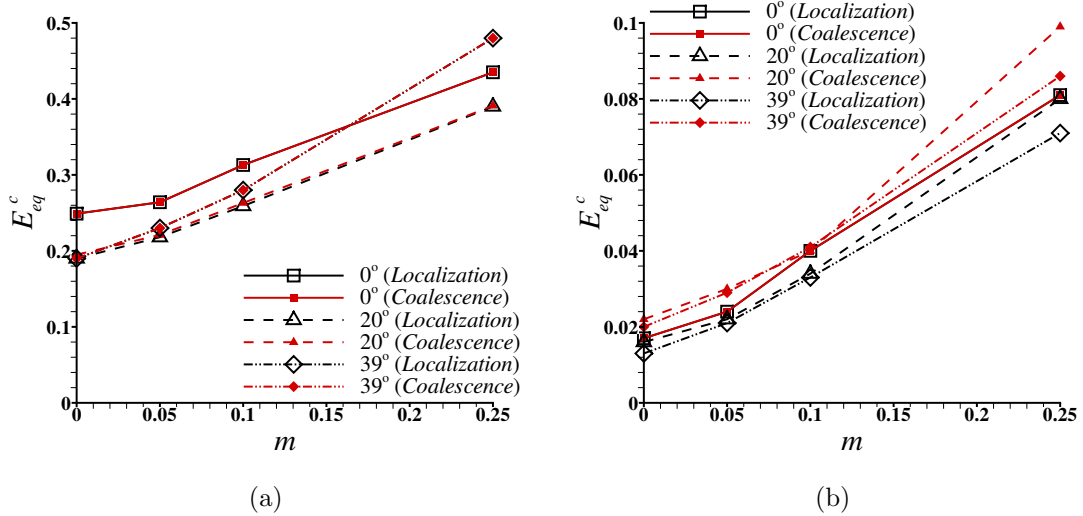 0.5
0.4
0.3
0.2
0.1
0
E_eq^c
0 0.05 0.1 0.15 0.2 0.25
m
0° (Localization)
0° (Coalescence)
20° (Localization)
20° (Coalescence)
39° (Localization)
39° (Coalescence)
(a)
0.1
0.08
0.06
0.04
0.02
0
E_eq^c
0 0.05 0.1 0.15 0.2 0.25
m
0° (Localization)
0° (Coalescence)
20° (Localization)
20° (Coalescence)
39° (Localization)
39° (Coalescence)
(b)